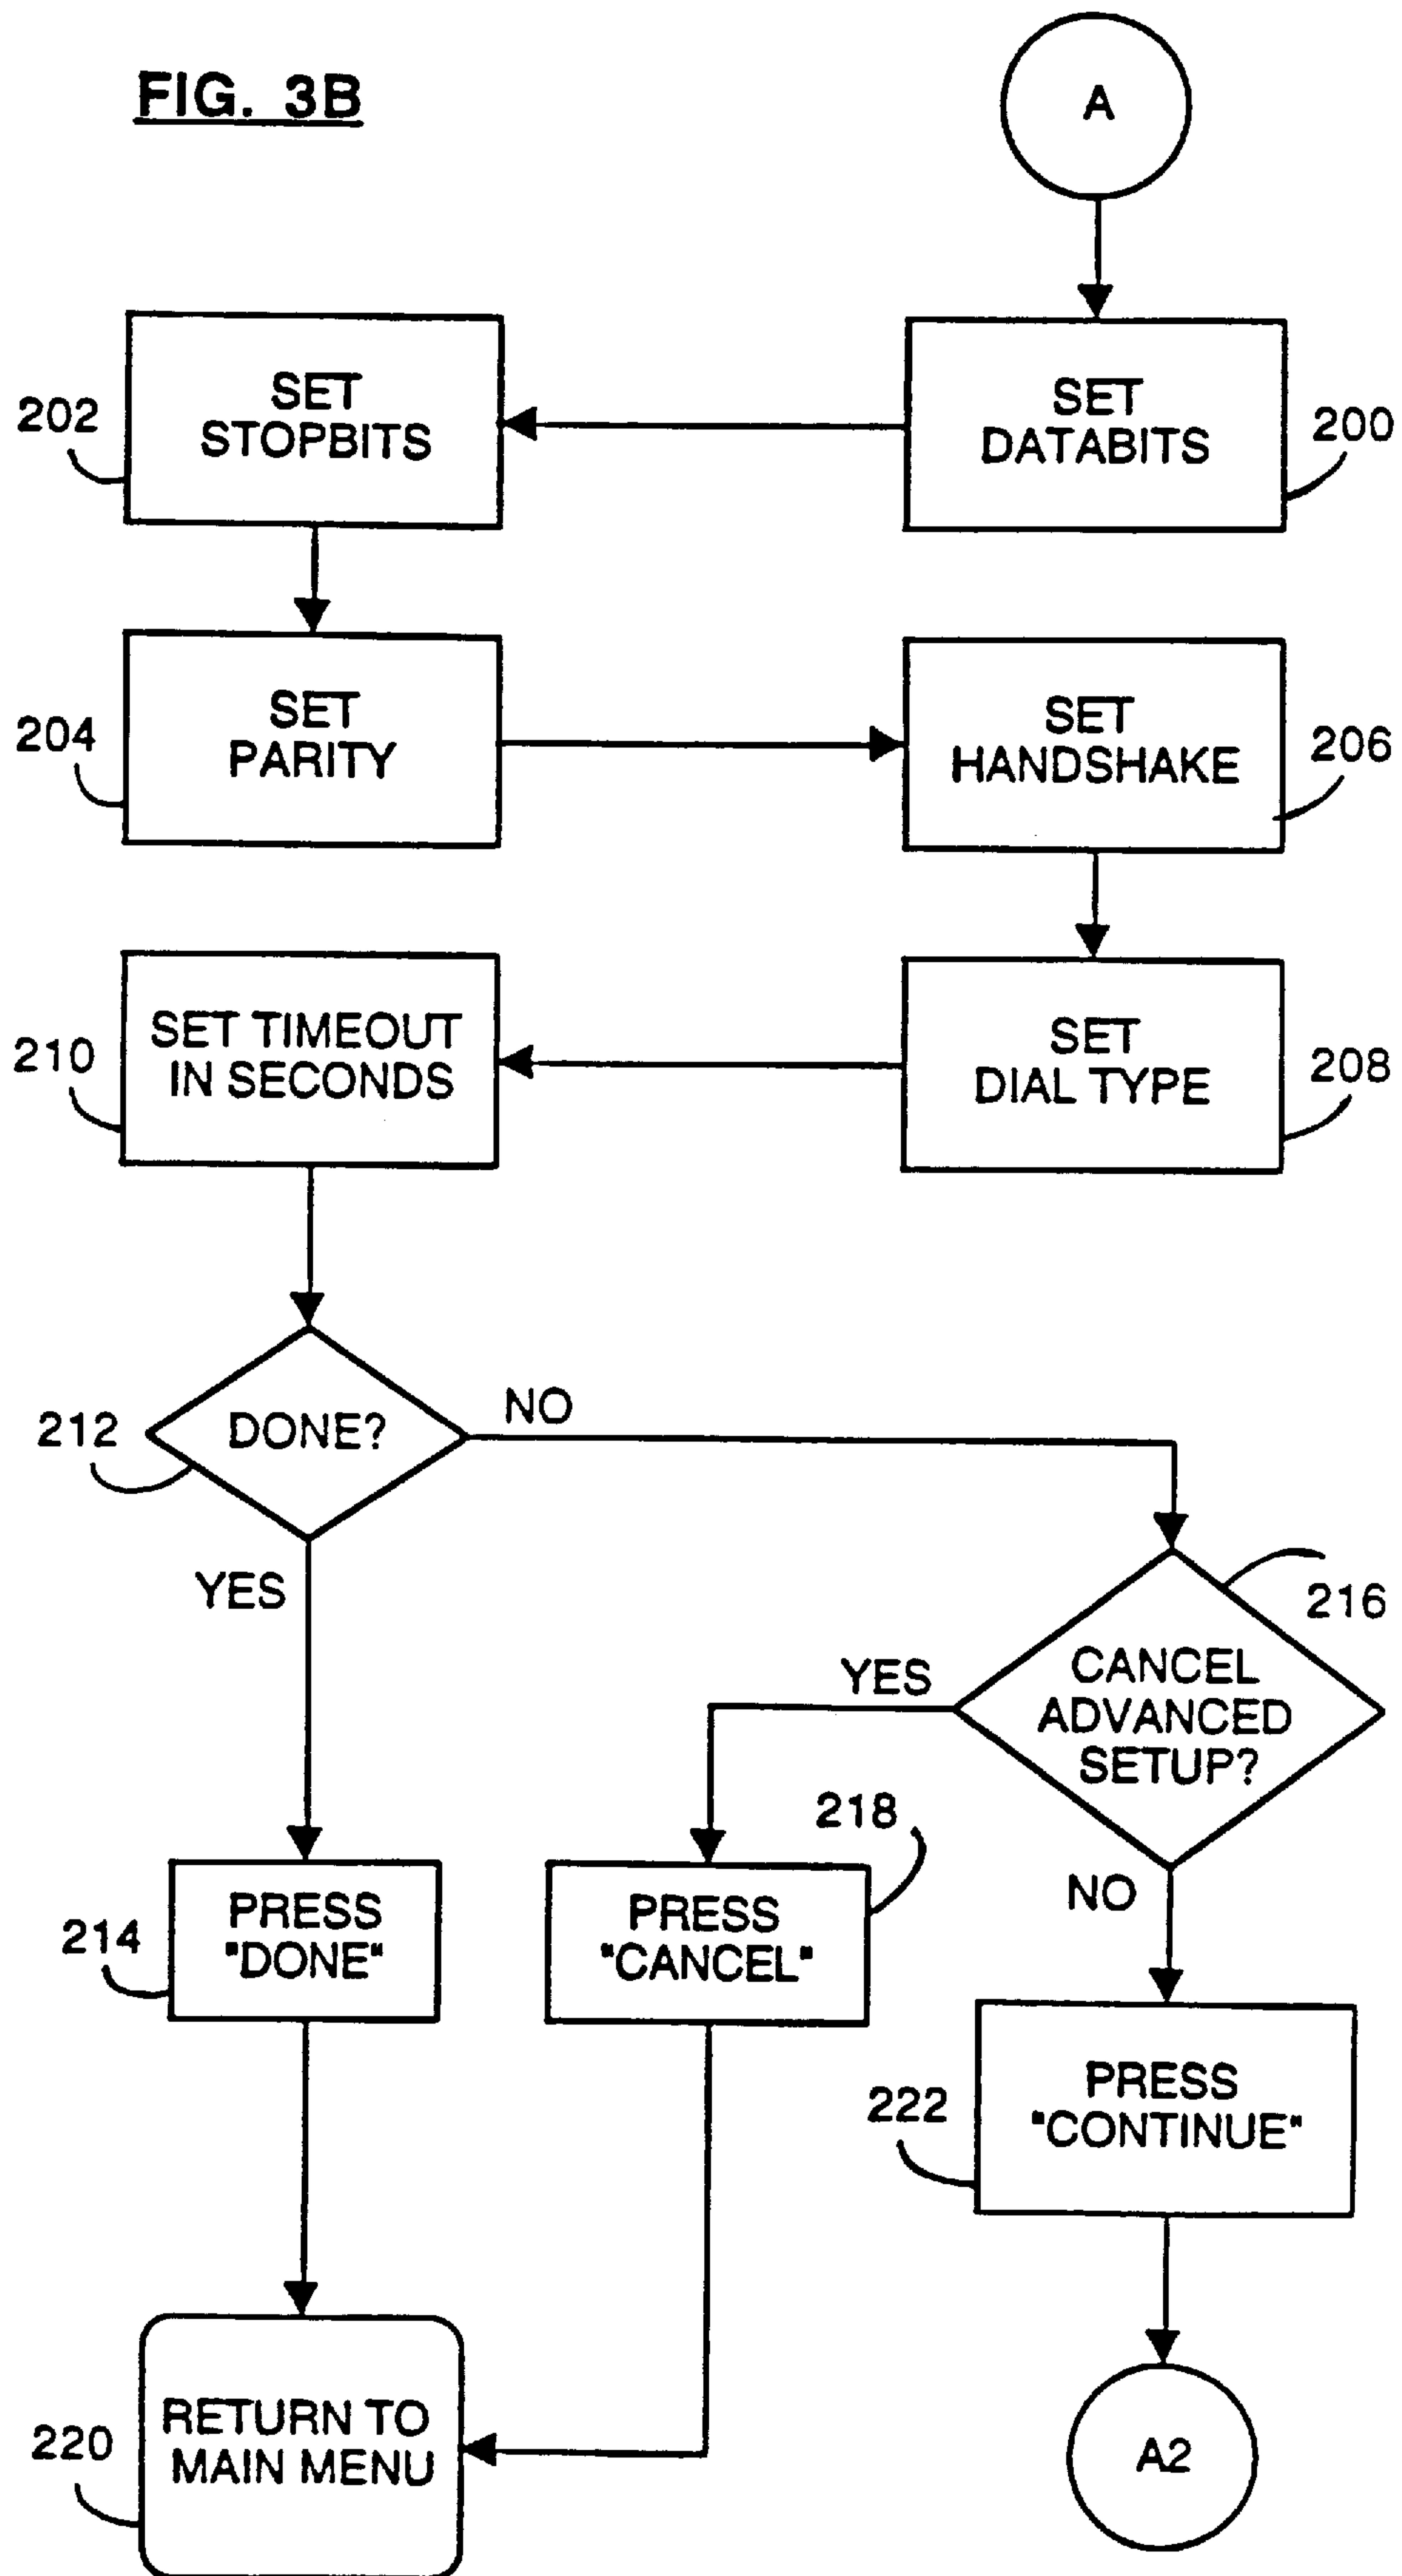 FIG. 3B
A
SET
DATABITS
200
SET
STOPBITS
202
SET
PARITY
204
SET
HANDSHAKE
206
SET
DIAL TYPE
208
SET TIMEOUT
IN SECONDS
210
DONE?
212
NO
YES
CANCEL
ADVANCED
SETUP?
216
YES
NO
PRESS
"DONE"
214
PRESS
"CANCEL"
218
PRESS
"CONTINUE"
222
RETURN TO
MAIN MENU
220
A2